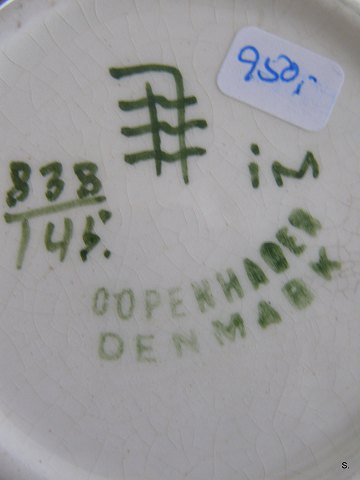 950,-
iM
838
145.
COPENHAGEN
DENMARK
S.